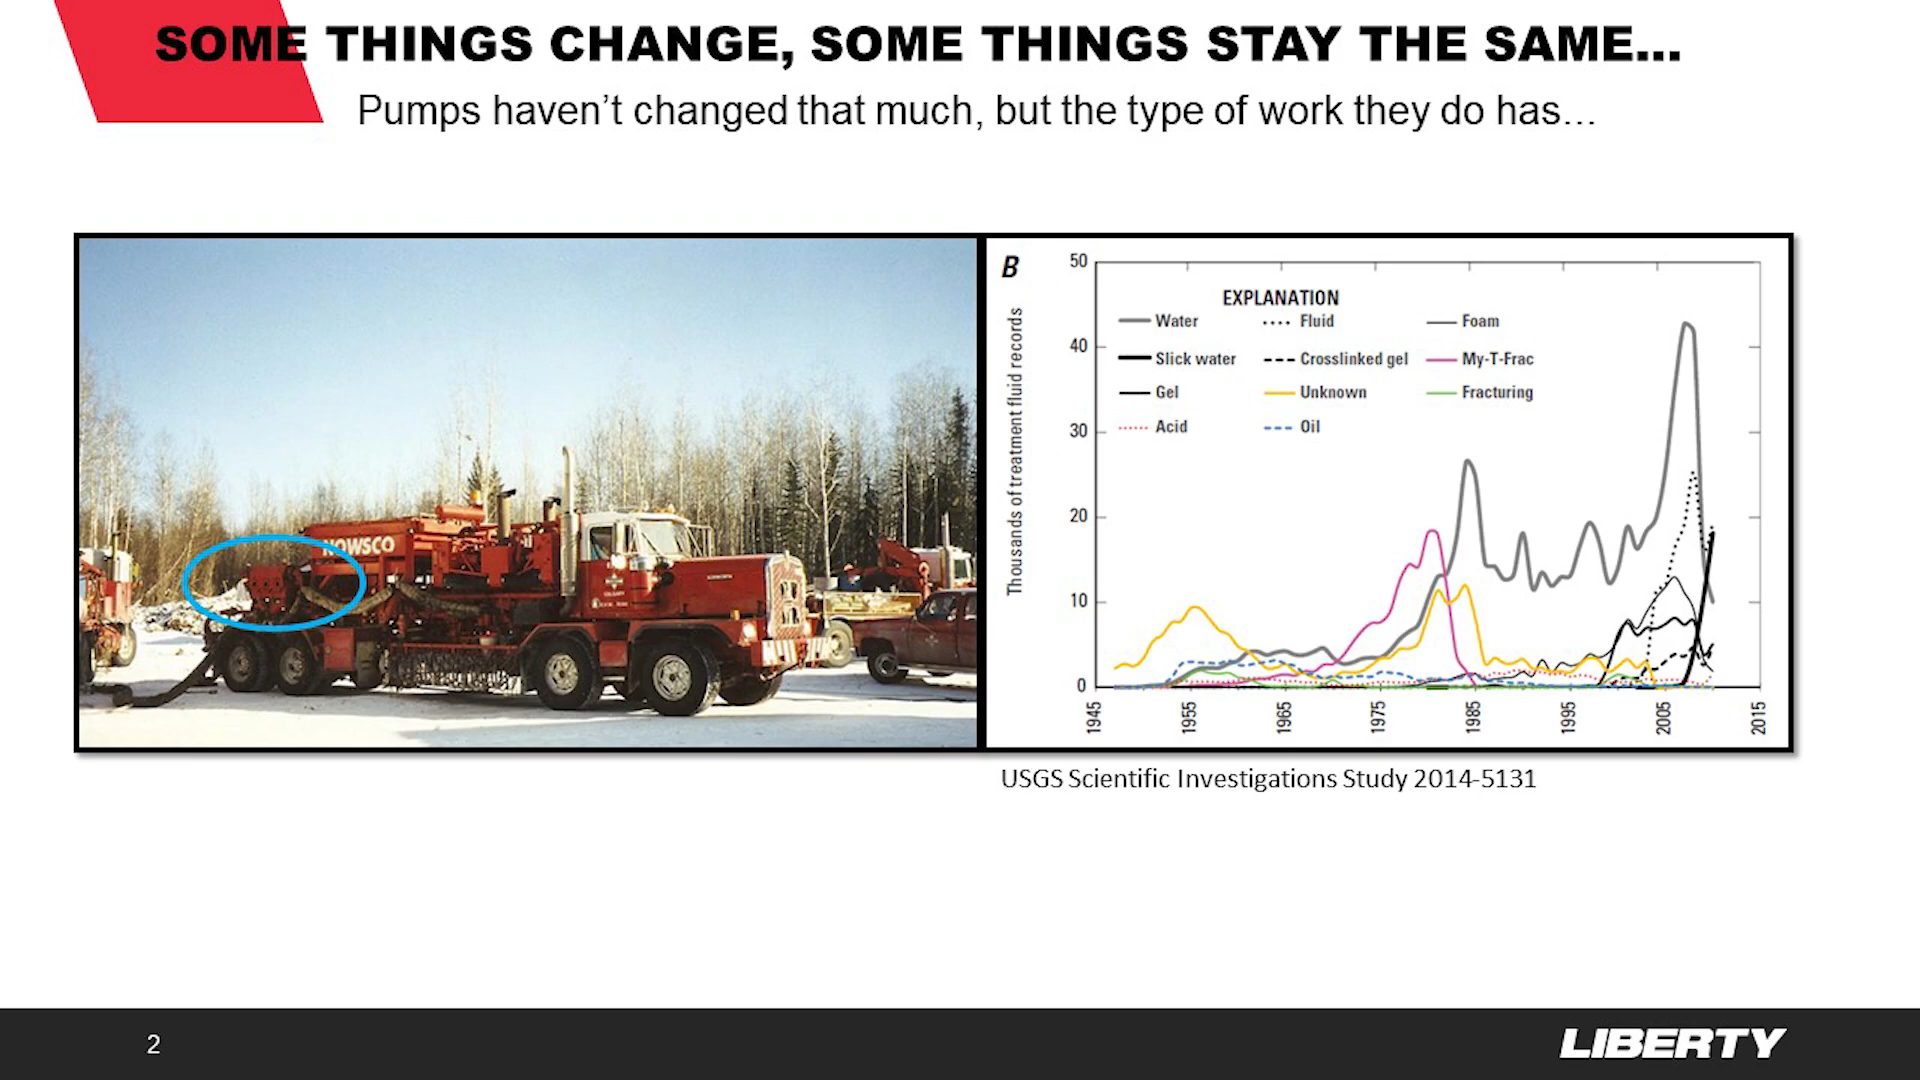 SOME THINGS CHANGE, SOME THINGS STAY THE SAME...
Pumps haven't changed that much, but the type of work they do has...
NOWSCO
B
Thousands of treatment fluid records
50
40
30
20
10
0
EXPLANATION
Water
Fluid
Foam
Slick water
Crosslinked gel
My-T-Frac
Gel
Unknown
Fracturing
Acid
Oil
1945
1955
1965
1975
1985
1995
2005
2015
USGS Scientific Investigations Study 2014-5131
2
LIBERTY